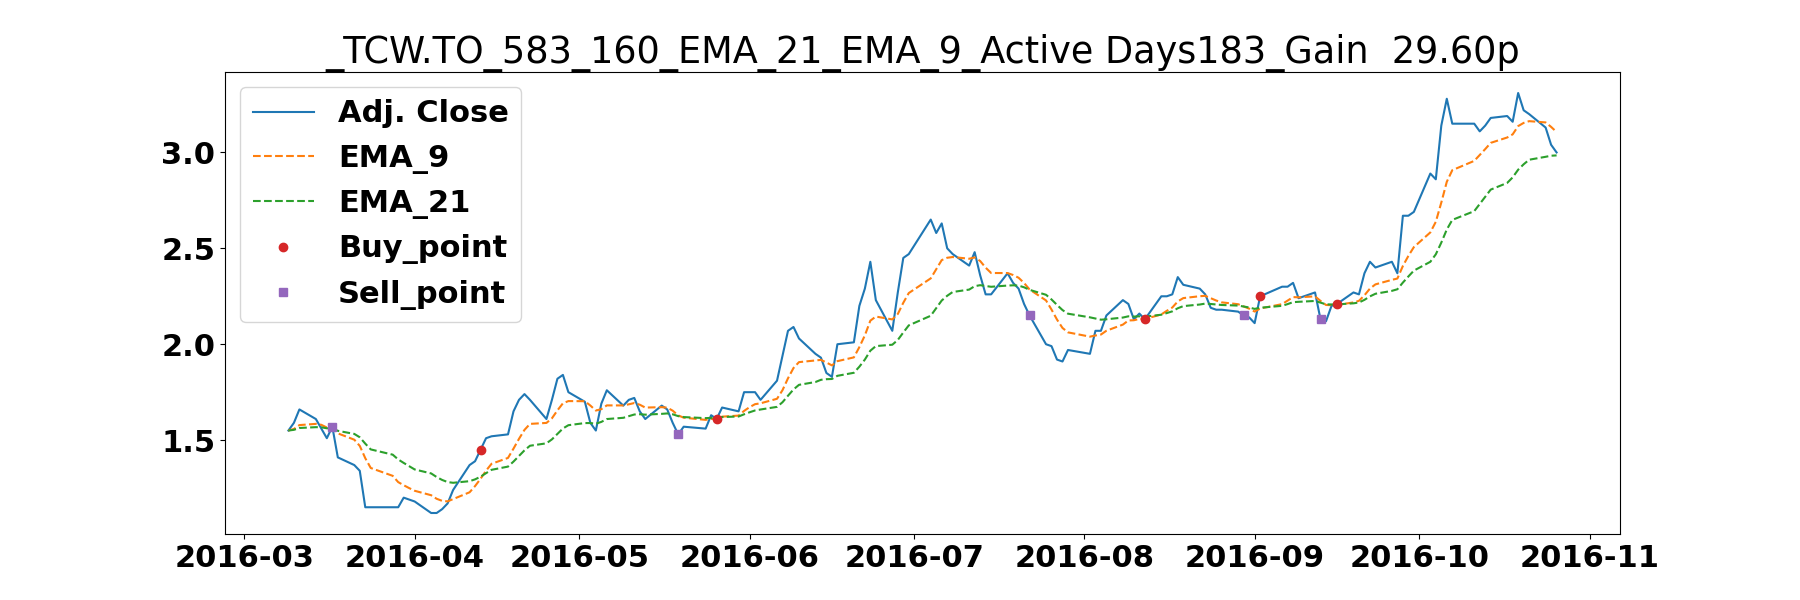 _TCW.TO_583_160_EMA_21_EMA_9_Active Days183_Gain  29.60p
Adj. Close
EMA_9
EMA_21
Buy_point
Sell_point
3.0
2.5
2.0
1.5
2016-03 2016-04 2016-05 2016-06 2016-07 2016-08 2016-09 2016-10 2016-11